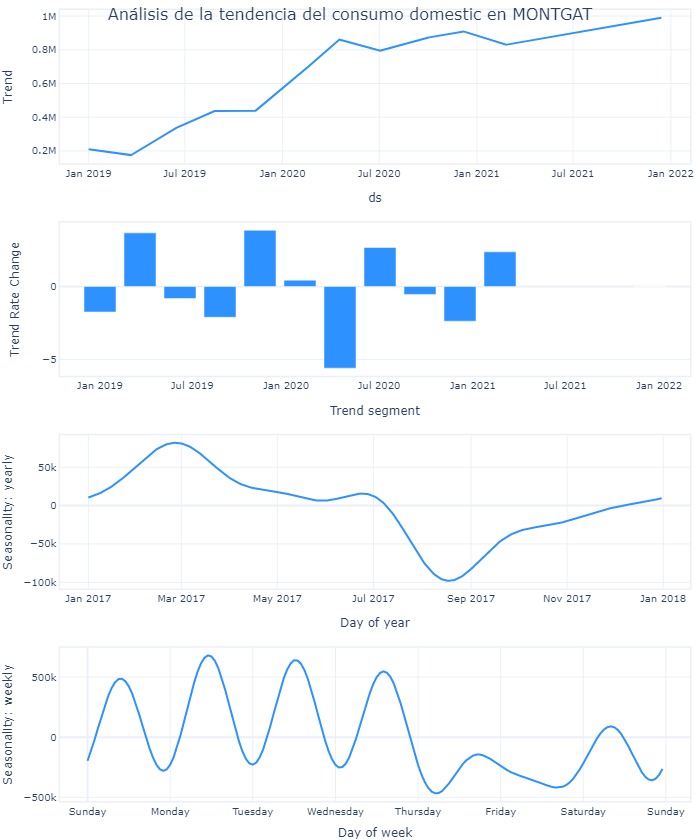 Análisis de la tendencia del consumo domestic en MONTGAT
1M
0.8M
0.6M
0.4M
0.2M
Trend
Jan 2019 Jul 2019 Jan 2020 Jul 2020 Jan 2021 Jul 2021 Jan 2022
ds
0
−5
Trend Rate Change
Jan 2019 Jul 2019 Jan 2020 Jul 2020 Jan 2021 Jul 2021 Jan 2022
Trend segment
50k
0
−50k
−100k
Seasonality: yearly
Jan 2017 Mar 2017 May 2017 Jul 2017 Sep 2017 Nov 2017 Jan 2018
Day of year
500k
0
−500k
Seasonality: weekly
Sunday Monday Tuesday Wednesday Thursday Friday Saturday Sunday
Day of week